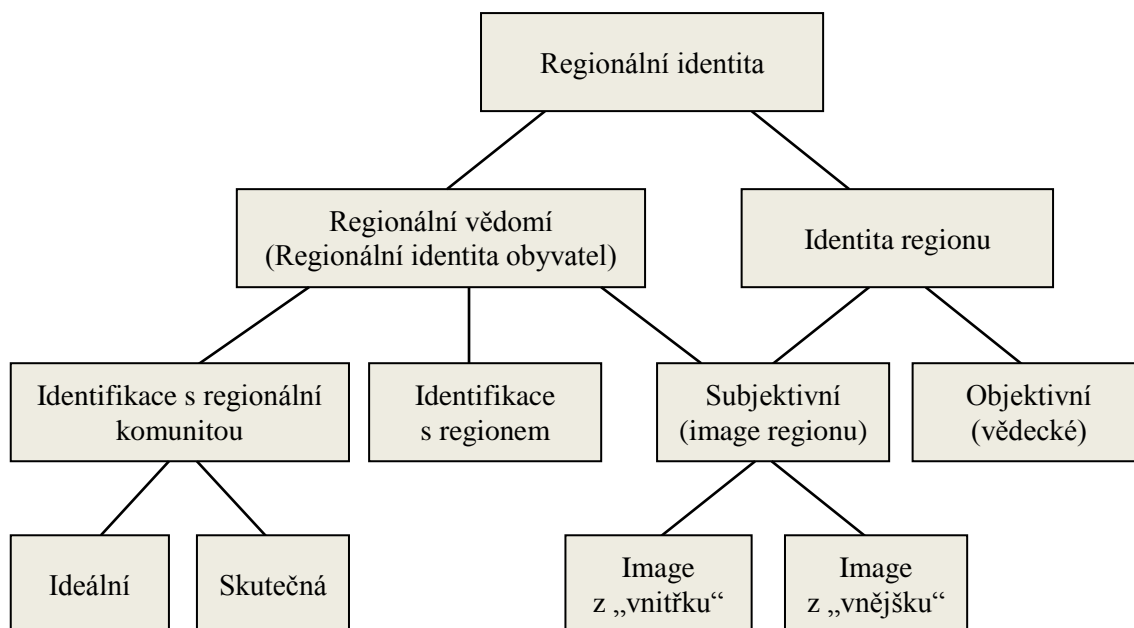 Regionální identita
Regionální vědomí
(Regionální identita obyvatel)
Identita regionu
Identifikace s regionální
komunitou
Identifikace
s regionem
Subjektivní
(image regionu)
Objektivní
(vědecké)
Ideální
Skutečná
Image
z „vnitřku“
Image
z „vnějšku“